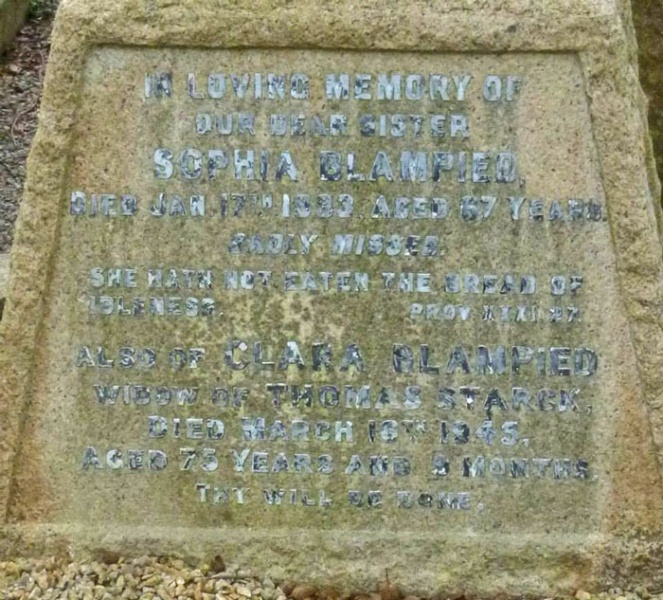 IN LOVING MEMORY OF
OUR DEAR SISTER
SOPHIA BLAMPIED,
DIED JAN. 17TH 1933, AGED 67 YEARS.
SADLY MISSED.
SHE HATH NOT EATEN THE BREAD OF
IDLENESS. PROV XXXI 27.
ALSO OF CLARA BLAMPIED
WIDOW OF THOMAS STARCK,
DIED MARCH 16TH 1945,
AGED 75 YEARS AND MONTHS.
THY WILL BE DONE.